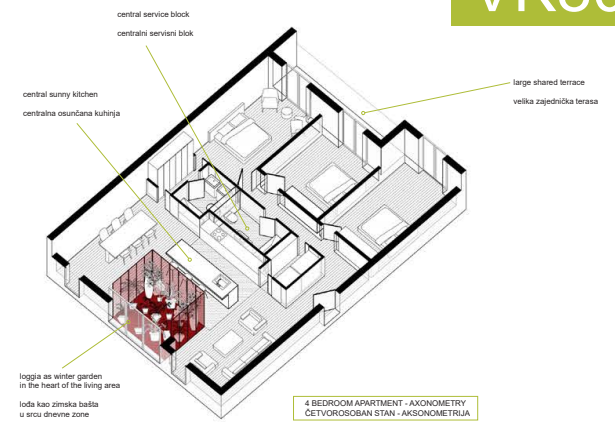 central service block
centralni servisni blok
central sunny kitchen
centralna osunčana kuhinja
large shared terrace
velika zajednička terasa
loggia as winter garden
in the heart of the living area
lođa kao zimska bašta
u srcu dnevne zone
4 BEDROOM APARTMENT - AXONOMETRY
ČETVOROSOBAN STAN - AKSONOMETRIJA